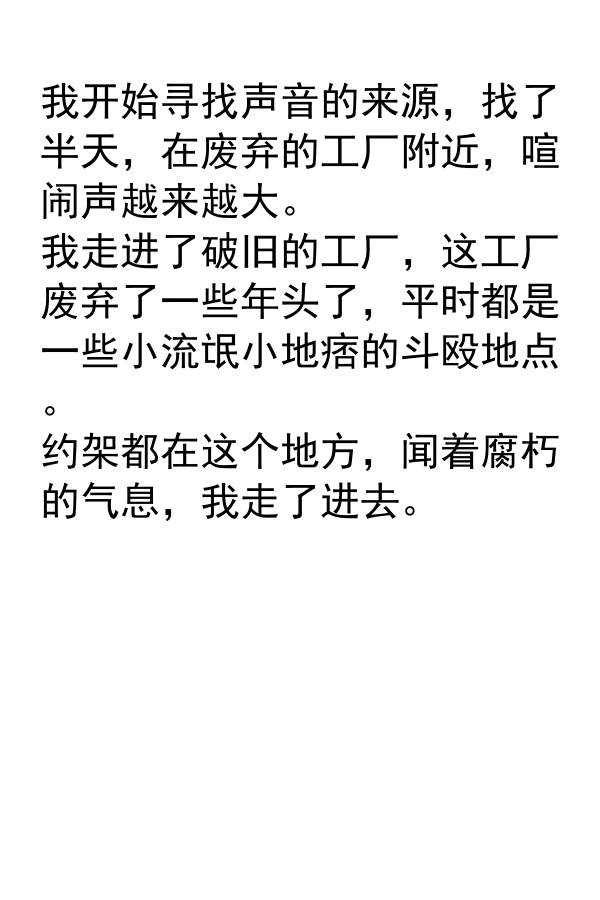 我开始寻找声音的来源，找了
半天，在废弃的工厂附近，喧
闹声越来越大。
我走进了破旧的工厂，这工厂
废弃了一些年头了，平时都是
一些小流氓小地痞的斗殴地点
。
约架都在这个地方，闻着腐朽
的气息，我走了进去。